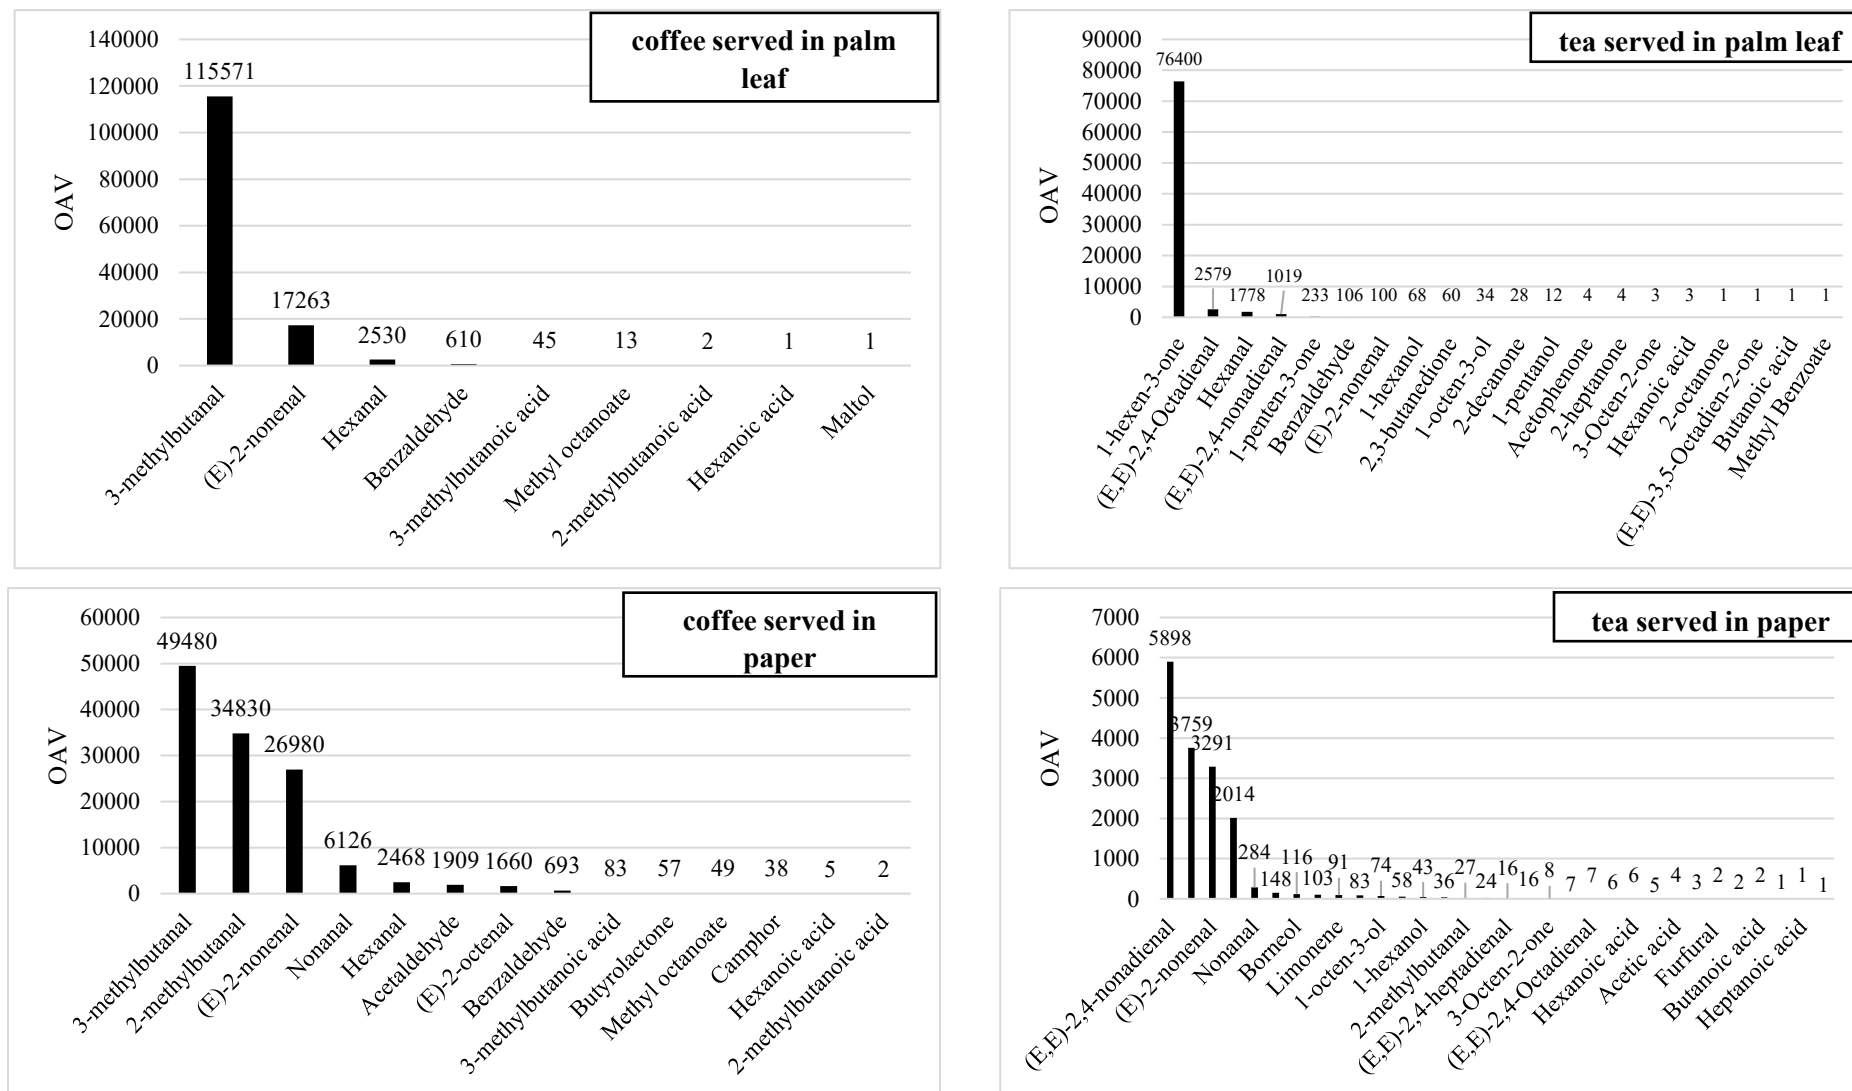 coffee served in palm
leaf
OAV
140000
120000
100000
80000
60000
40000
20000
0
115571
17263
2530
610
45
13
2
1
1
3-methylbutanal
(E)-2-nonenal
Hexanal
Benzaldehyde
3-methylbutanoic acid
Methyl octanoate
2-methylbutanoic acid
Hexanoic acid
Maltol
tea served in palm leaf
OAV
90000
80000
70000
60000
50000
40000
30000
20000
10000
0
76400
2579
1778
1019
233
106
100
68
60
34
28
12
4
4
3
3
1
1
1
1
1-hexen-3-one
(E,E)-2,4-Octadienal
Hexanal
(E,E)-2,4-nonadienal
1-penten-3-one
Benzaldehyde
(E)-2-nonenal
1-hexanol
2,3-butanedione
1-octen-3-ol
2-decanone
1-pentanol
Acetophenone
2-heptanone
3-Octen-2-one
Hexanoic acid
2-octanone
(E,E)-3,5-Octadien-2-one
Butanoic acid
Methyl Benzoate
coffee served in
paper
OAV
60000
50000
40000
30000
20000
10000
0
49480
34830
26980
6126
2468
1909
1660
693
83
57
49
38
5
2
3-methylbutanal
2-methylbutanal
(E)-2-nonenal
Nonanal
Hexanal
Acetaldehyde
(E)-2-octenal
Benzaldehyde
3-methylbutanoic acid
Butyrolactone
Methyl octanoate
Camphor
Hexanoic acid
2-methylbutanoic acid
tea served in paper
OAV
7000
6000
5000
4000
3000
2000
1000
0
5898
3759
3291
2014
284
148
116
103
91
83
74
58
43
36
27
24
16
16
8
7
7
6
6
5
4
3
2
2
2
1
1
1
(E,E)-2,4-nonadienal
(E)-2-nonenal
Nonanal
Borneol
Limonene
1-octen-3-ol
1-hexanol
2-methylbutanal
(E,E)-2,4-heptadienal
3-Octen-2-one
(E,E)-2,4-Octadienal
Hexanoic acid
Acetic acid
Furfural
Butanoic acid
Heptanoic acid